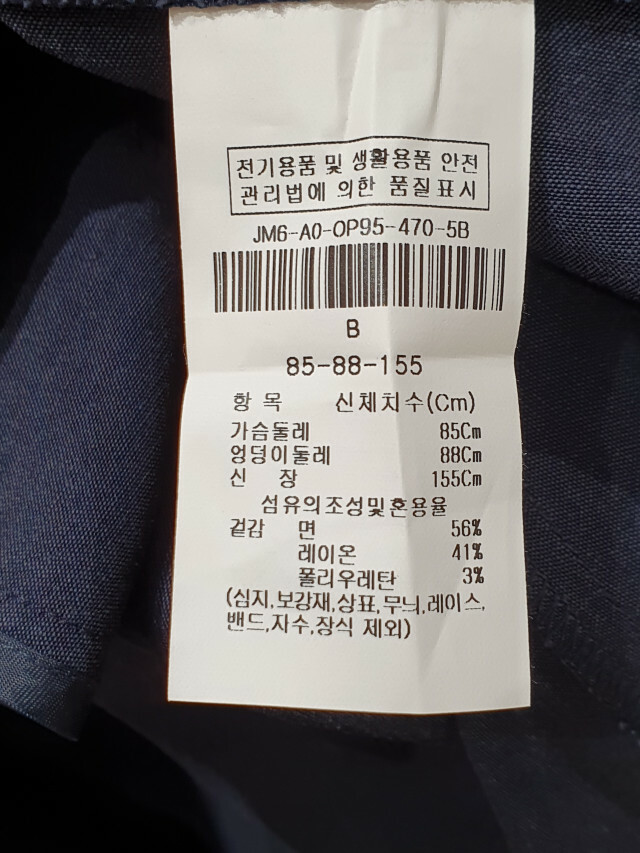 전기용품 및 생활용품 안전
관리법에 의한 품질표시
JM6-A0-OP95-470-5B
B
85-88-155
항 목 신체치수(Cm)
가슴둘레 85Cm
엉덩이둘레 88Cm
신 장 155Cm
섬유의조성및혼용율
겉감 면 56%
레이온 41%
폴리우레탄 3%
(심지,보강재,상표,무늬,레이스,
밴드,자수,장식 제외)